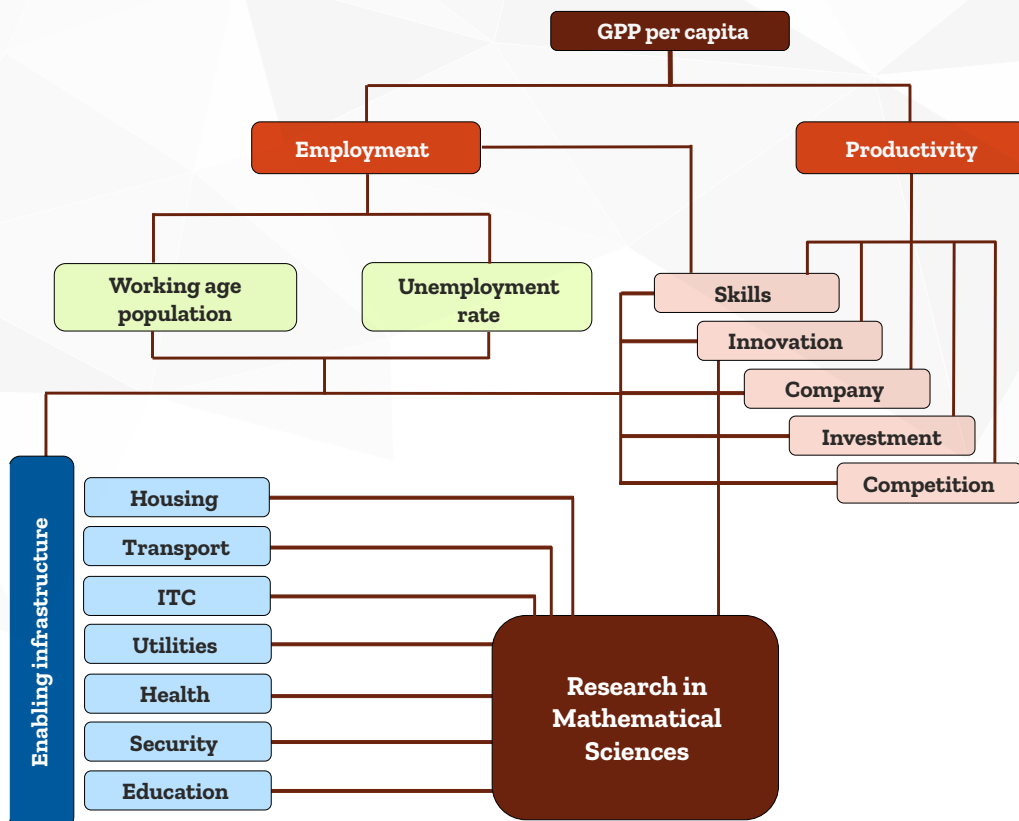 GPP per capita
Employment
Productivity
Working age
population
Unemployment
rate
Skills
Innovation
Company
Investment
Competition
Enabling infrastructure
Housing
Transport
ITC
Utilities
Health
Security
Education
Research in
Mathematical
Sciences